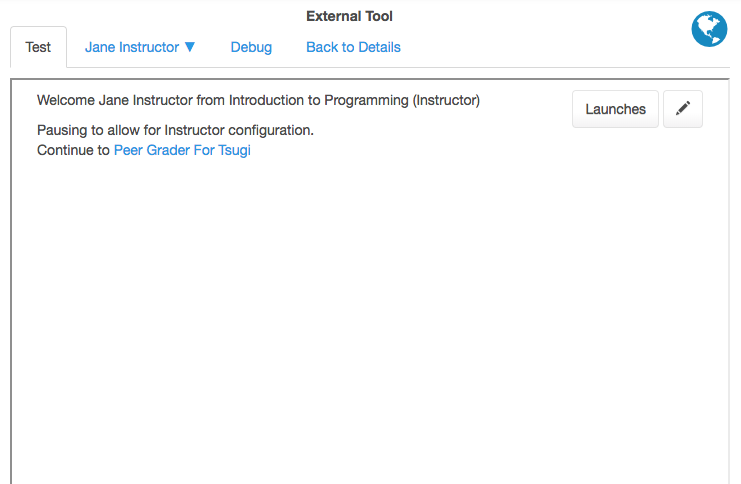 External Tool
Test
Jane Instructor ▼
Debug
Back to Details
Welcome Jane Instructor from Introduction to Programming (Instructor)
Launches
Pausing to allow for Instructor configuration.
Continue to Peer Grader For Tsugi